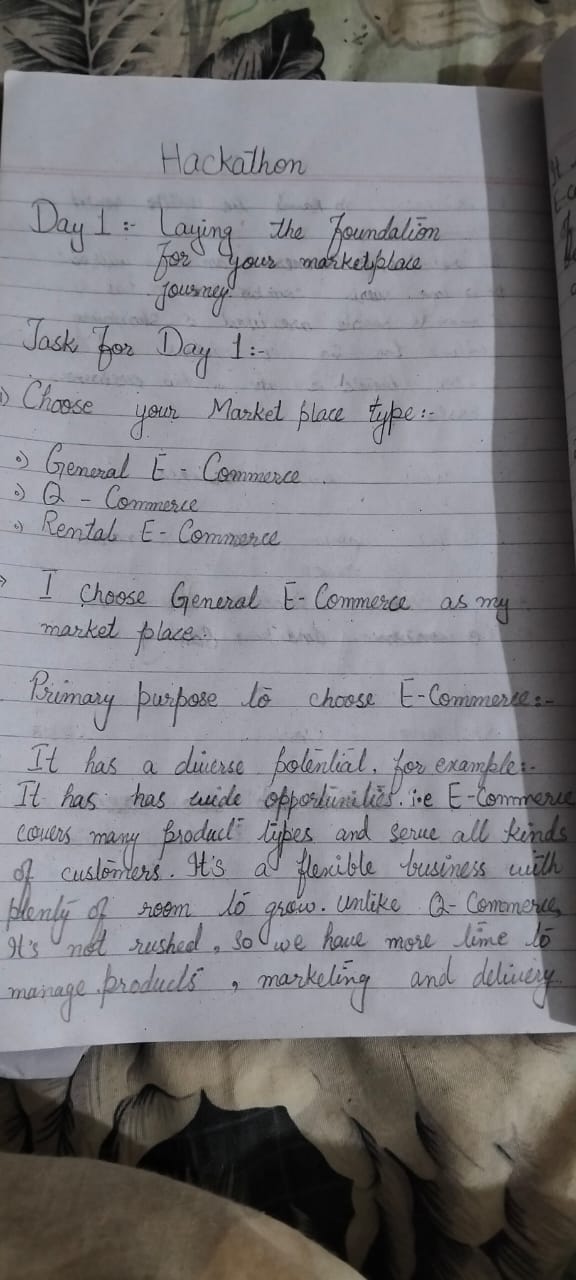 Hackathon
Day 1 :- Laying the Foundation
for your marketplace
journey.
Task for Day 1:-
1) Choose your Market place type:-
•) General E - Commerce
•) Q - Commerce
•) Rental E - Commerce
I Choose General E - Commerce as my
market place.
Primary purpose to choose E-Commerce:-
It has a diverse potential, for example:-
It has has wide opportunities. i.e E-Commerce
covers many product types and serve all kinds
of customers. It's a flexible business with
plenty of room to grow. Unlike Q-Commerce,
It's not rushed, so we have more time to
manage products, marketing and delivery.